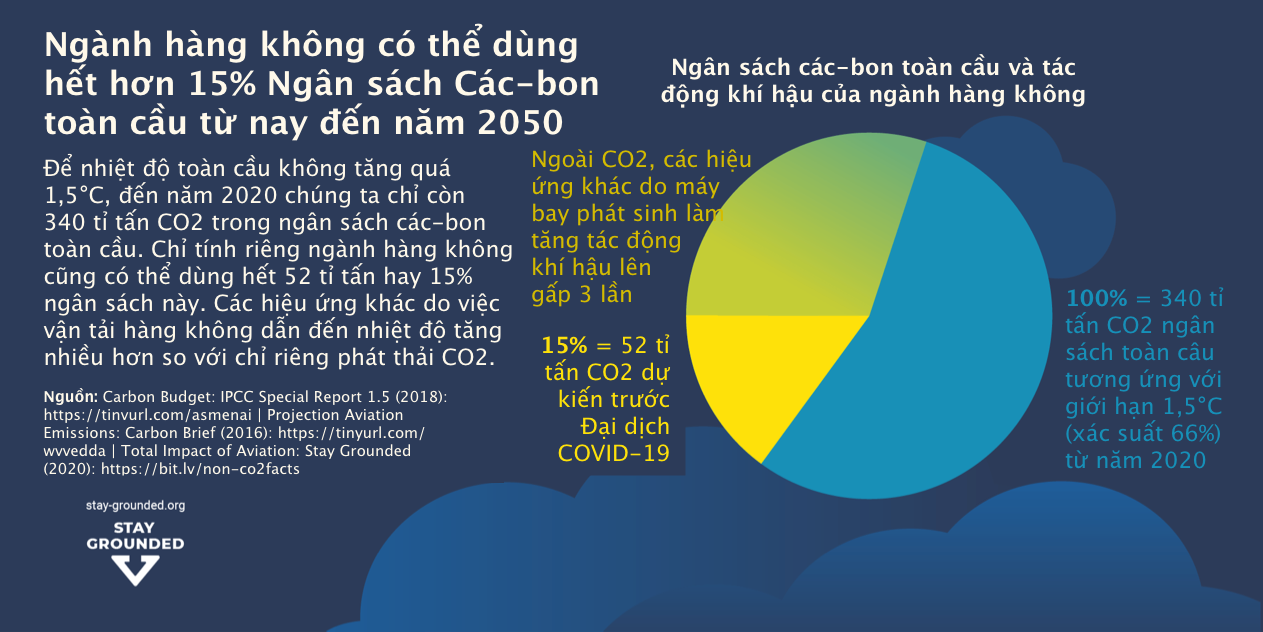 Ngành hàng không có thể dùng
hết hơn 15% Ngân sách Các-bon
toàn cầu từ nay đến năm 2050
Để nhiệt độ toàn cầu không tăng quá
1,5°C, đến năm 2020 chúng ta chỉ còn
340 tỉ tấn CO2 trong ngân sách các-bon
toàn cầu. Chỉ tính riêng ngành hàng không
cũng có thể dùng hết 52 tỉ tấn hay 15%
ngân sách này. Các hiệu ứng khác do việc
vận tải hàng không dẫn đến nhiệt độ tăng
nhiều hơn so với chỉ riêng phát thải CO2.
Nguồn: Carbon Budget: IPCC Special Report 1.5 (2018):
https://tinvurl.com/asmenai | Projection Aviation
Emissions: Carbon Brief (2016): https://tinyurl.com/
wvvedda | Total Impact of Aviation: Stay Grounded
(2020): https://bit.lv/non-co2facts
stay-grounded.org
STAY
GROUNDED
Ngân sách các-bon toàn cầu và tác
động khí hậu của ngành hàng không
Ngoài CO2, các hiệu
ứng khác do máy
bay phát sinh làm
tăng tác động
khí hậu lên
gấp 3 lần
15% = 52 tỉ
tấn CO2 dự
kiến trước
Đại dịch
COVID-19
100% = 340 tỉ
tấn CO2 ngân
sách toàn câu
tương ứng với
giới hạn 1,5°C
(xác suất 66%)
từ năm 2020